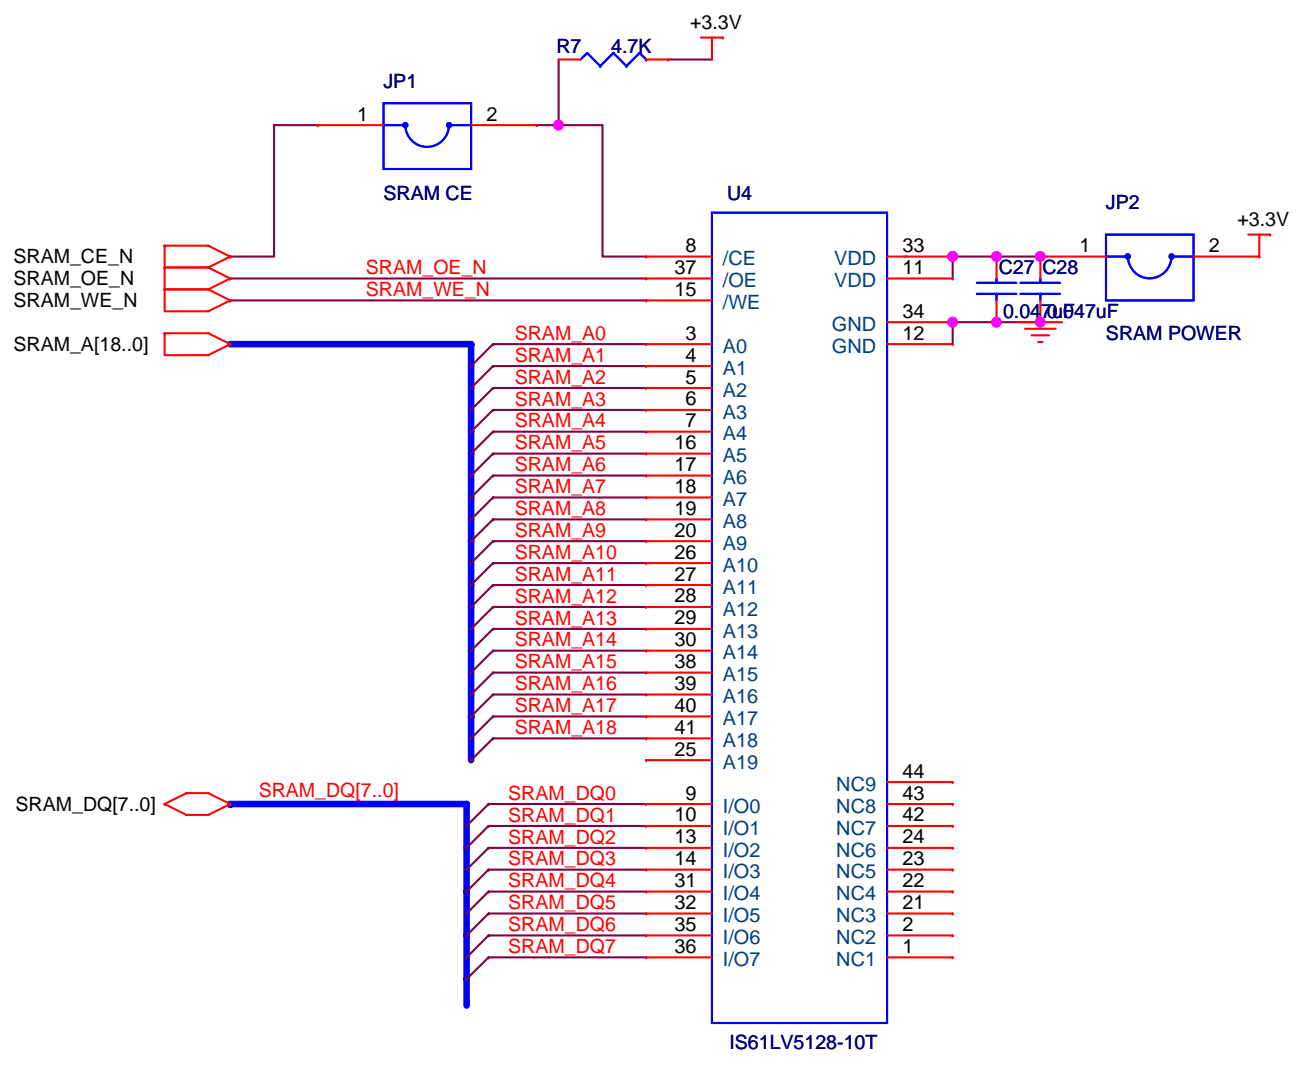 +3.3V
R7 4.7K
JP1
1 2
SRAM CE
U4
JP2
+3.3V
SRAM_CE_N 8 /CE VDD 33 1 2
SRAM_OE_N SRAM_OE_N 37 /OE VDD 11 C27 C28
SRAM_WE_N SRAM_WE_N 15 /WE
0.047uF 0.047uF
SRAM POWER
GND 34
GND 12
SRAM_A[18..0]
SRAM_A0 3 A0
SRAM_A1 4 A1
SRAM_A2 5 A2
SRAM_A3 6 A3
SRAM_A4 7 A4
SRAM_A5 16 A5
SRAM_A6 17 A6
SRAM_A7 18 A7
SRAM_A8 19 A8
SRAM_A9 20 A9
SRAM_A10 26 A10
SRAM_A11 27 A11
SRAM_A12 28 A12
SRAM_A13 29 A13
SRAM_A14 30 A14
SRAM_A15 38 A15
SRAM_A16 39 A16
SRAM_A17 40 A17
SRAM_A18 41 A18
25 A19
NC9 44
NC8 43
NC7 42
NC6 24
NC5 23
NC4 22
NC3 21
NC2 2
NC1 1
SRAM_DQ[7..0] SRAM_DQ[7..0]
SRAM_DQ0 9 I/O0
SRAM_DQ1 10 I/O1
SRAM_DQ2 13 I/O2
SRAM_DQ3 14 I/O3
SRAM_DQ4 31 I/O4
SRAM_DQ5 32 I/O5
SRAM_DQ6 35 I/O6
SRAM_DQ7 36 I/O7
IS61LV5128-10T